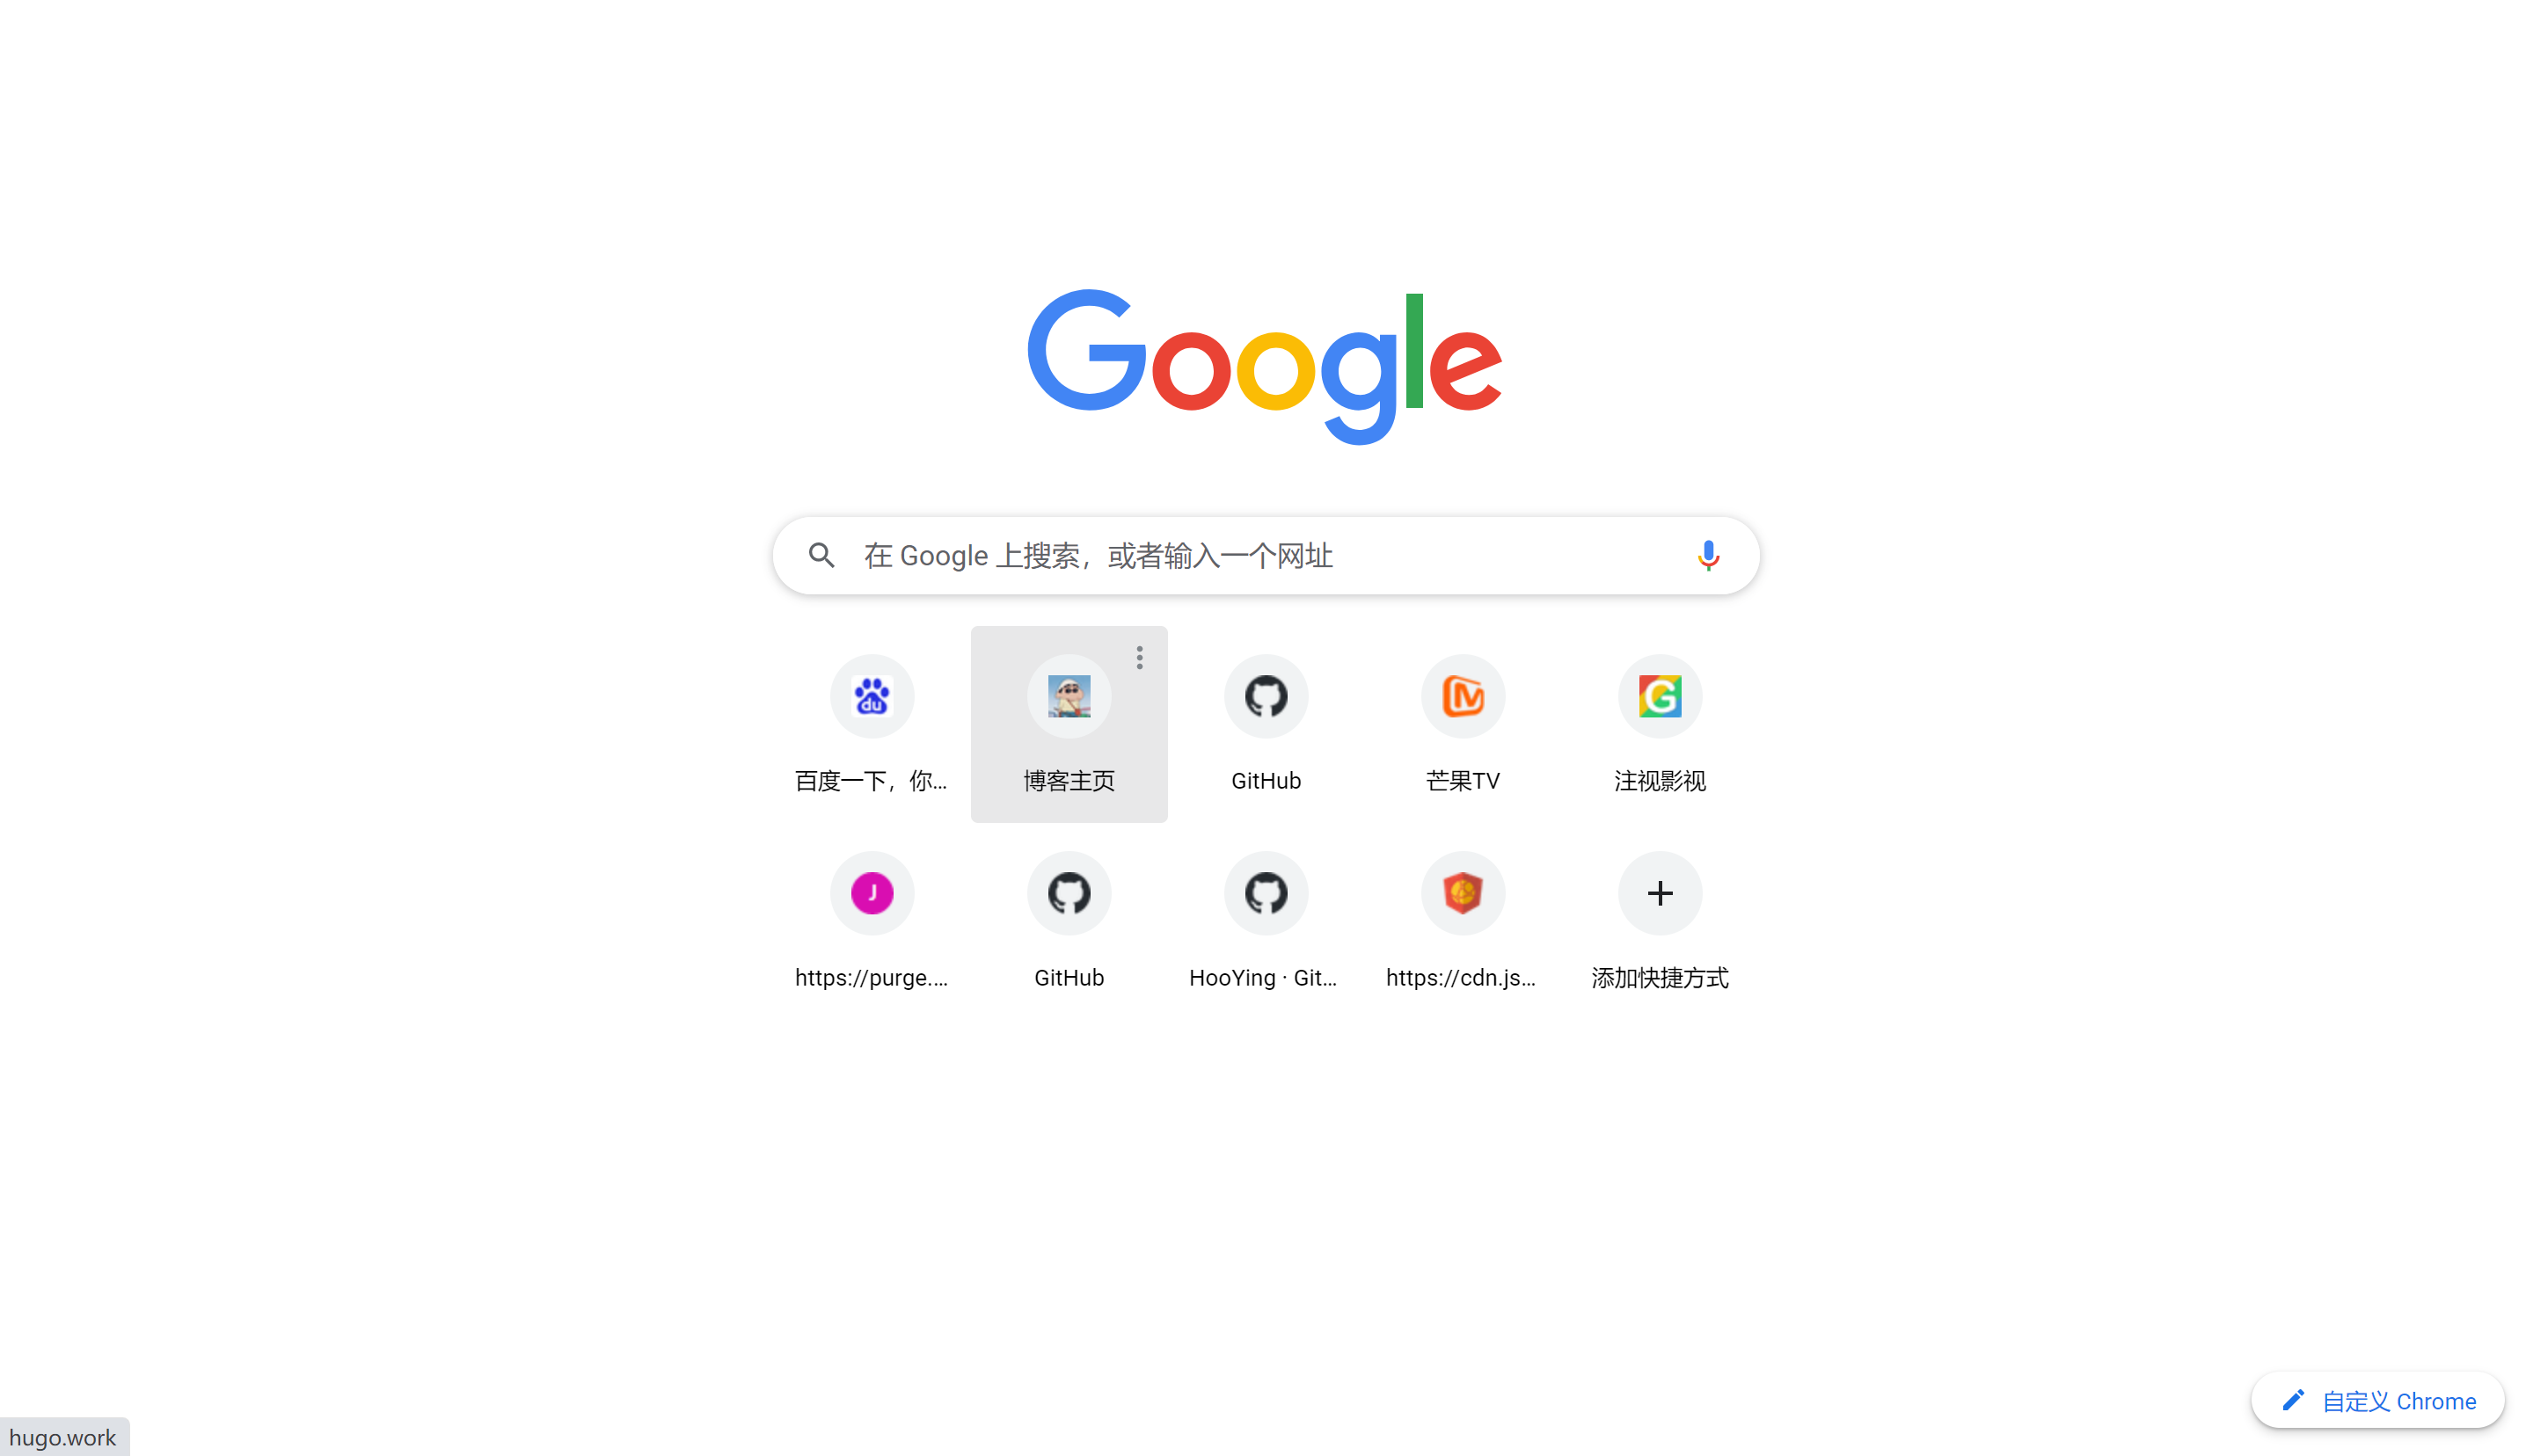 Google
在 Google 上搜索，或者输入一个网址
du
G
百度一下，你...
博客主页
GitHub
芒果TV
注视影视
J
https://purge....
GitHub
HooYing · Git...
https://cdn.js...
添加快捷方式
自定义 Chrome
hugo.work